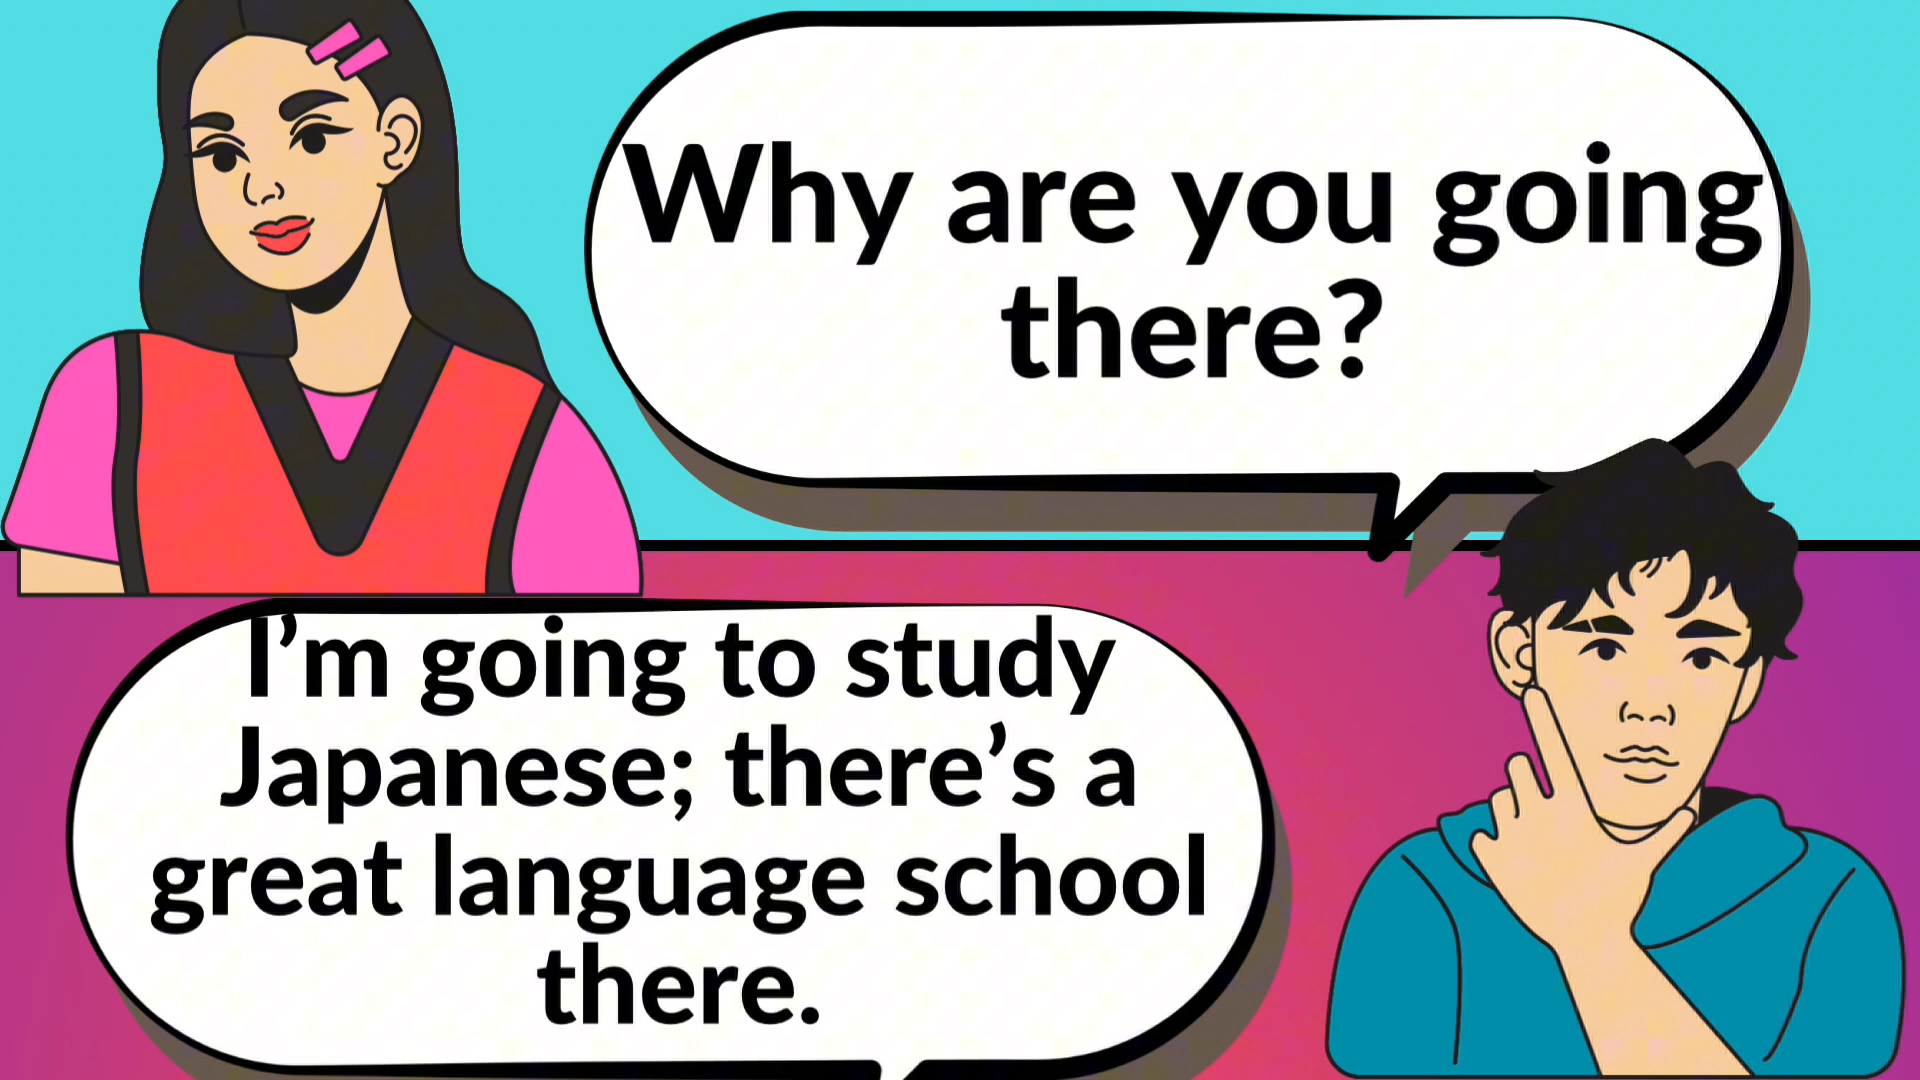 Why are you going
there?
I’m going to study
Japanese; there’s a
great language school
there.